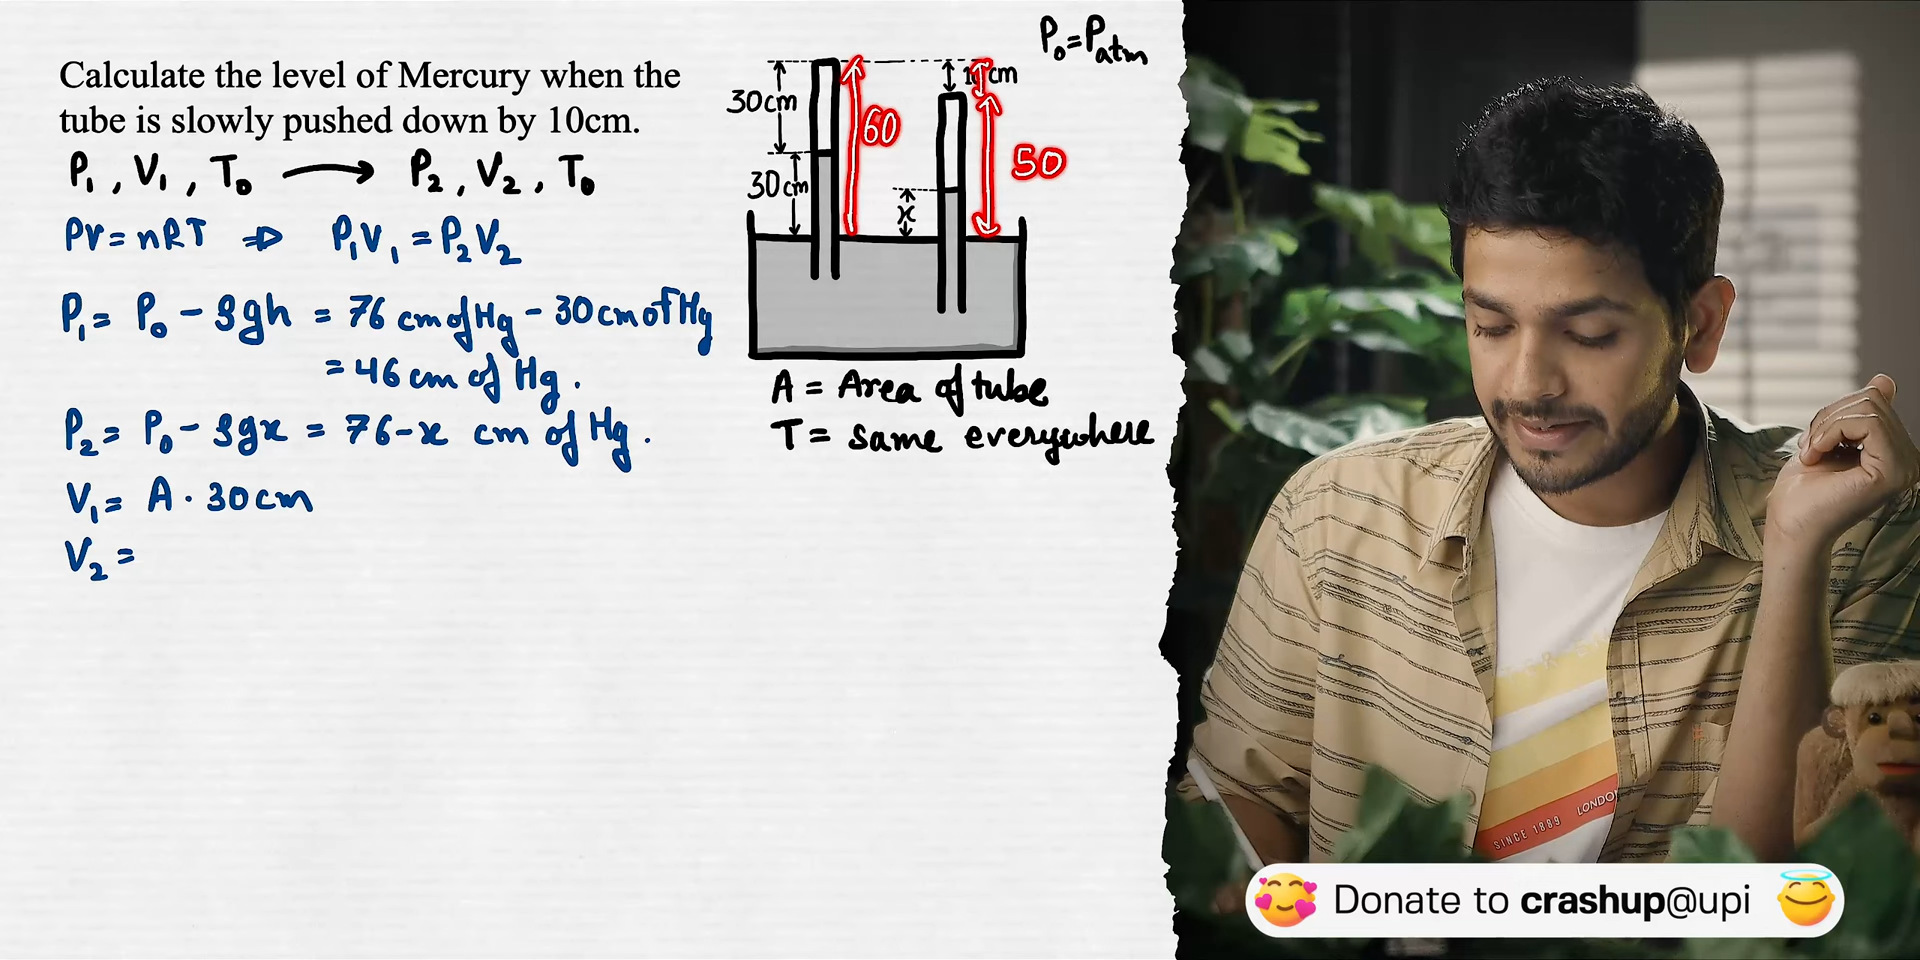 Calculate the level of Mercury when the
tube is slowly pushed down by 10cm.
P₁, V₁, T₀ → P₂, V₂, T₀
PV = nRT ⇒ P₁V₁ = P₂V₂
P₁ = P₀ - ρgh = 76 cm of Hg - 30 cm of Hg
= 46 cm of Hg.
P₂ = P₀ - ρgx = 76-x cm of Hg.
V₁ = A · 30cm
V₂ =
P₀ = Patm
30cm
60
cm
50
30cm
x
A = Area of tube
T = same everywhere
SINCE 1889 LONDON
Donate to crashup@upi